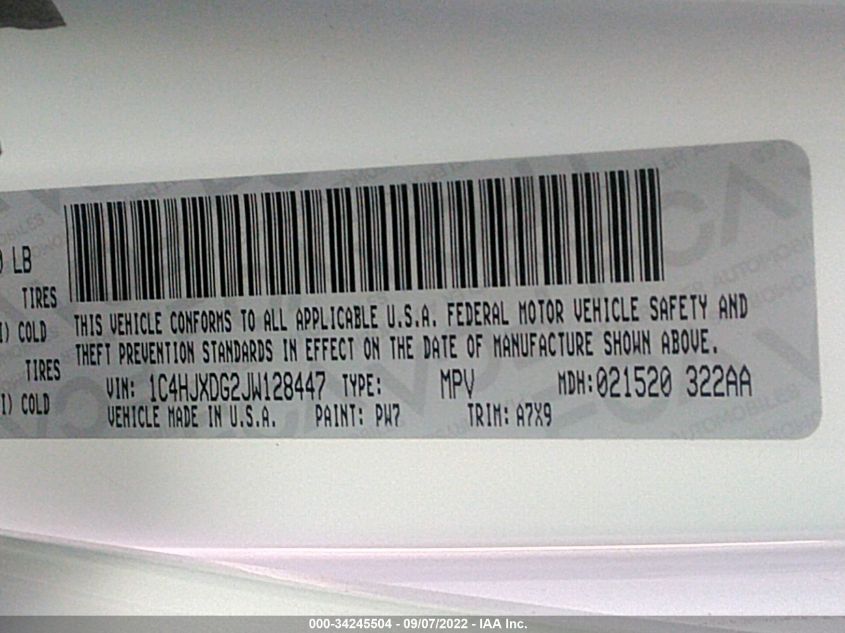 ) LB
TIRES
I) COLD
TIRES
I) COLD
THIS VEHICLE CONFORMS TO ALL APPLICABLE U.S.A. FEDERAL MOTOR VEHICLE SAFETY AND
THEFT PREVENTION STANDARDS IN EFFECT ON THE DATE OF MANUFACTURE SHOWN ABOVE.
VIN: 1C4HJXDG2JW128447 TYPE: MPV MDH:021520 322AA
VEHICLE MADE IN U.S.A. PAINT: PW7 TRIM: A7X9
000-34245504 - 09/07/2022 - IAA Inc.